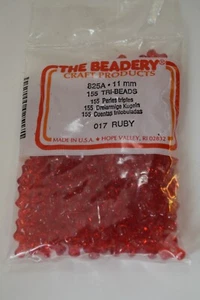 THE BEADERY
CRAFT PRODUCTS
825A • 11 mm
155 TRI-BEADS
155 Perles triples
155 Dreiarmige Kugeln
155 Cuentas trilobuladas
017 RUBY
MADE IN U.S.A. ★ HOPE VALLEY, RI 02832